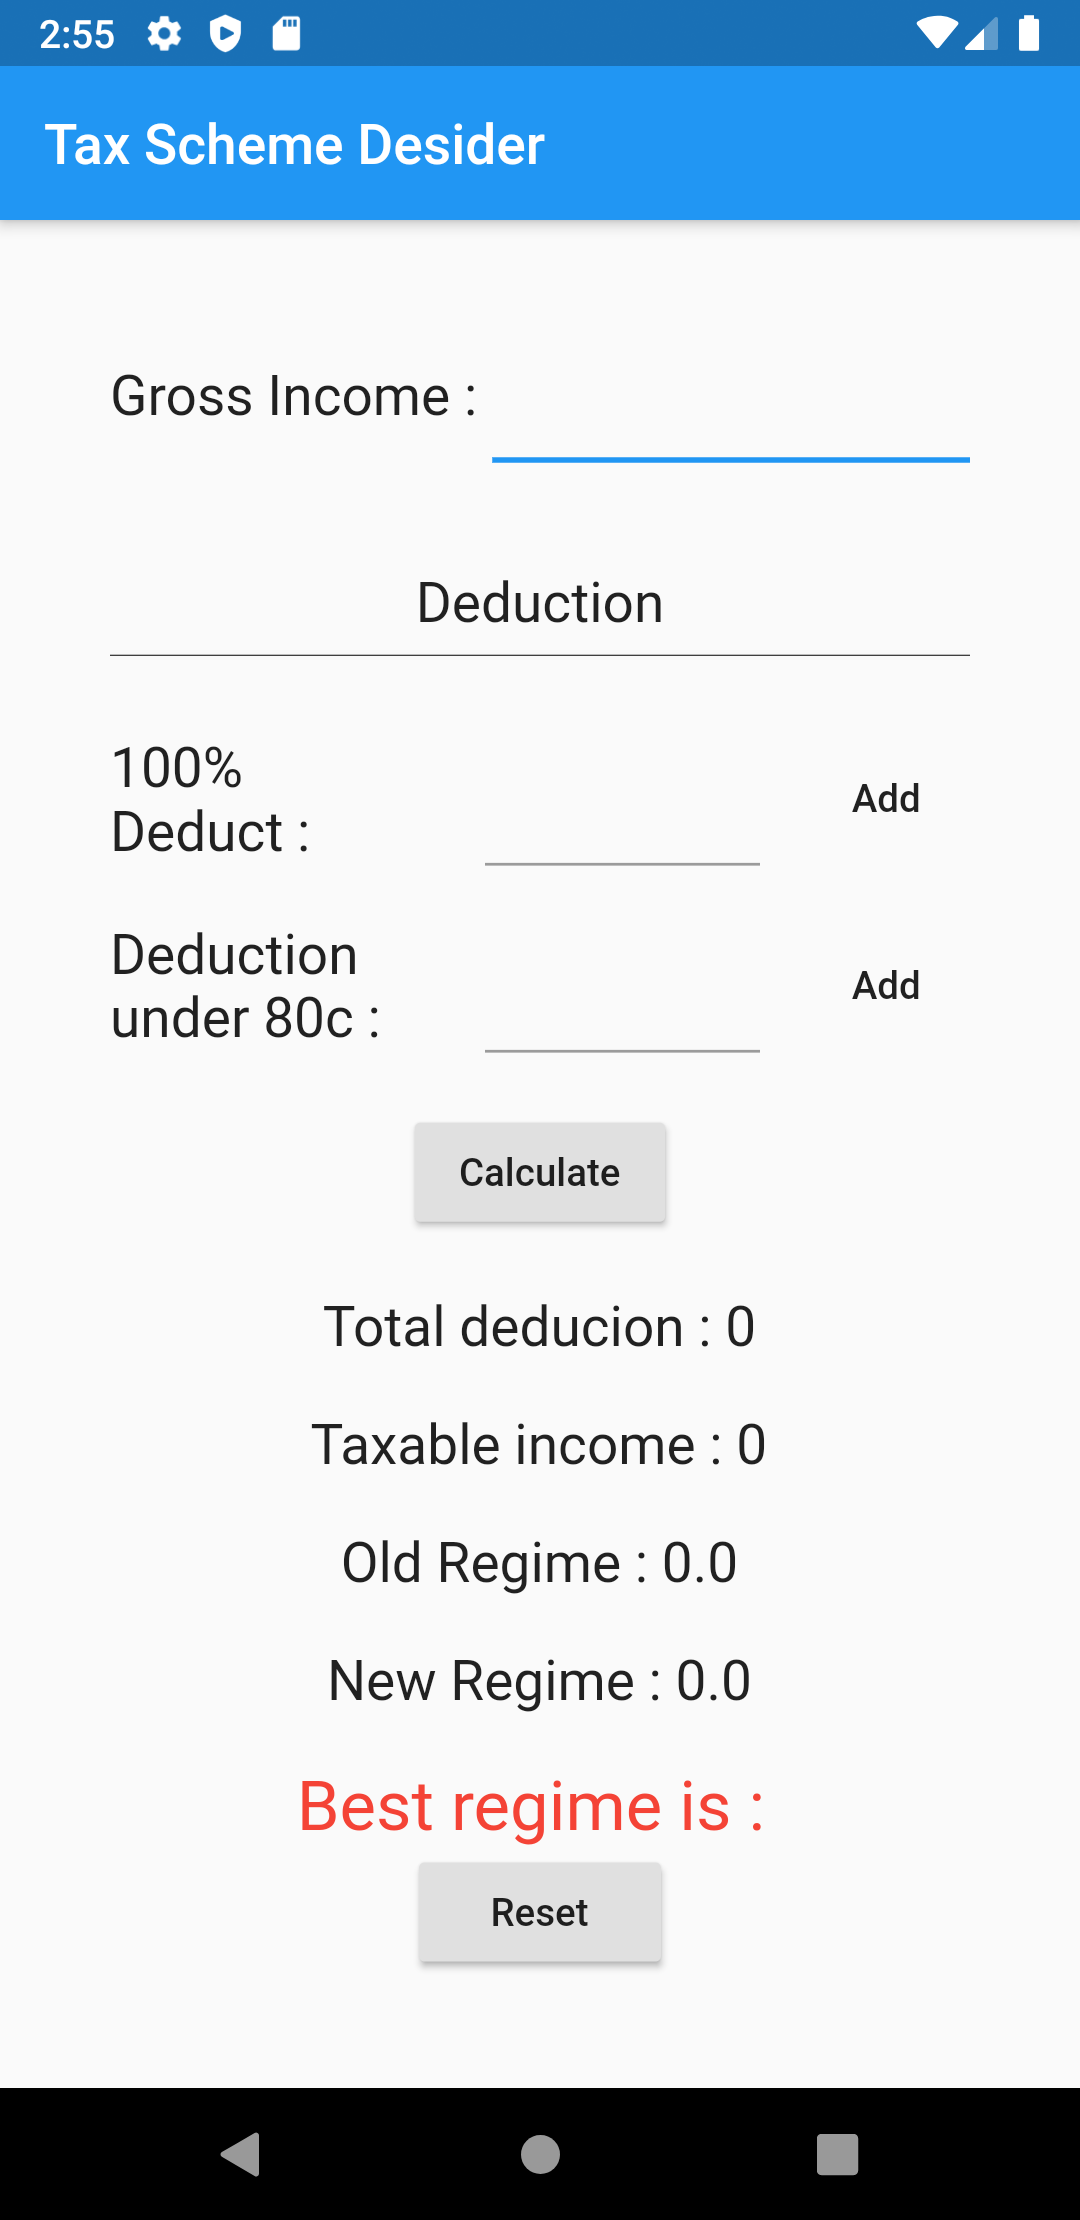 2:55
Tax Scheme Desider
Gross Income :
Deduction
100%
Deduct :
Add
Deduction
under 80c :
Add
Calculate
Total deducion : 0
Taxable income : 0
Old Regime : 0.0
New Regime : 0.0
Best regime is :
Reset